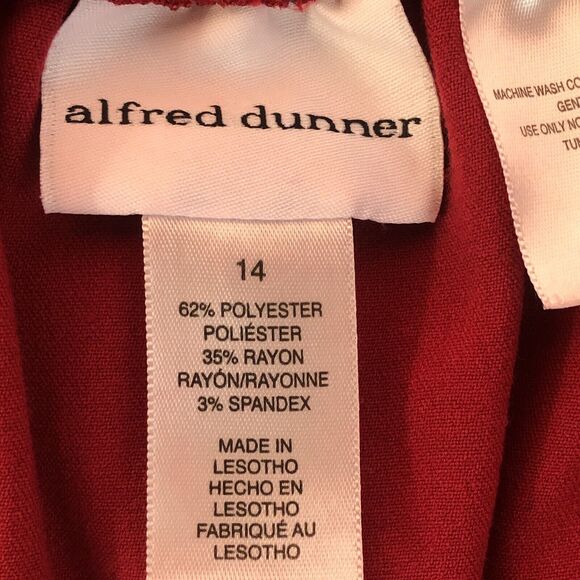 alfred dunner
14
62% POLYESTER
POLIÉSTER
35% RAYON
RAYÓN/RAYONNE
3% SPANDEX
MADE IN
LESOTHO
HECHO EN
LESOTHO
FABRIQUÉ AU
LESOTHO
MACHINE WASH
USE ONLY